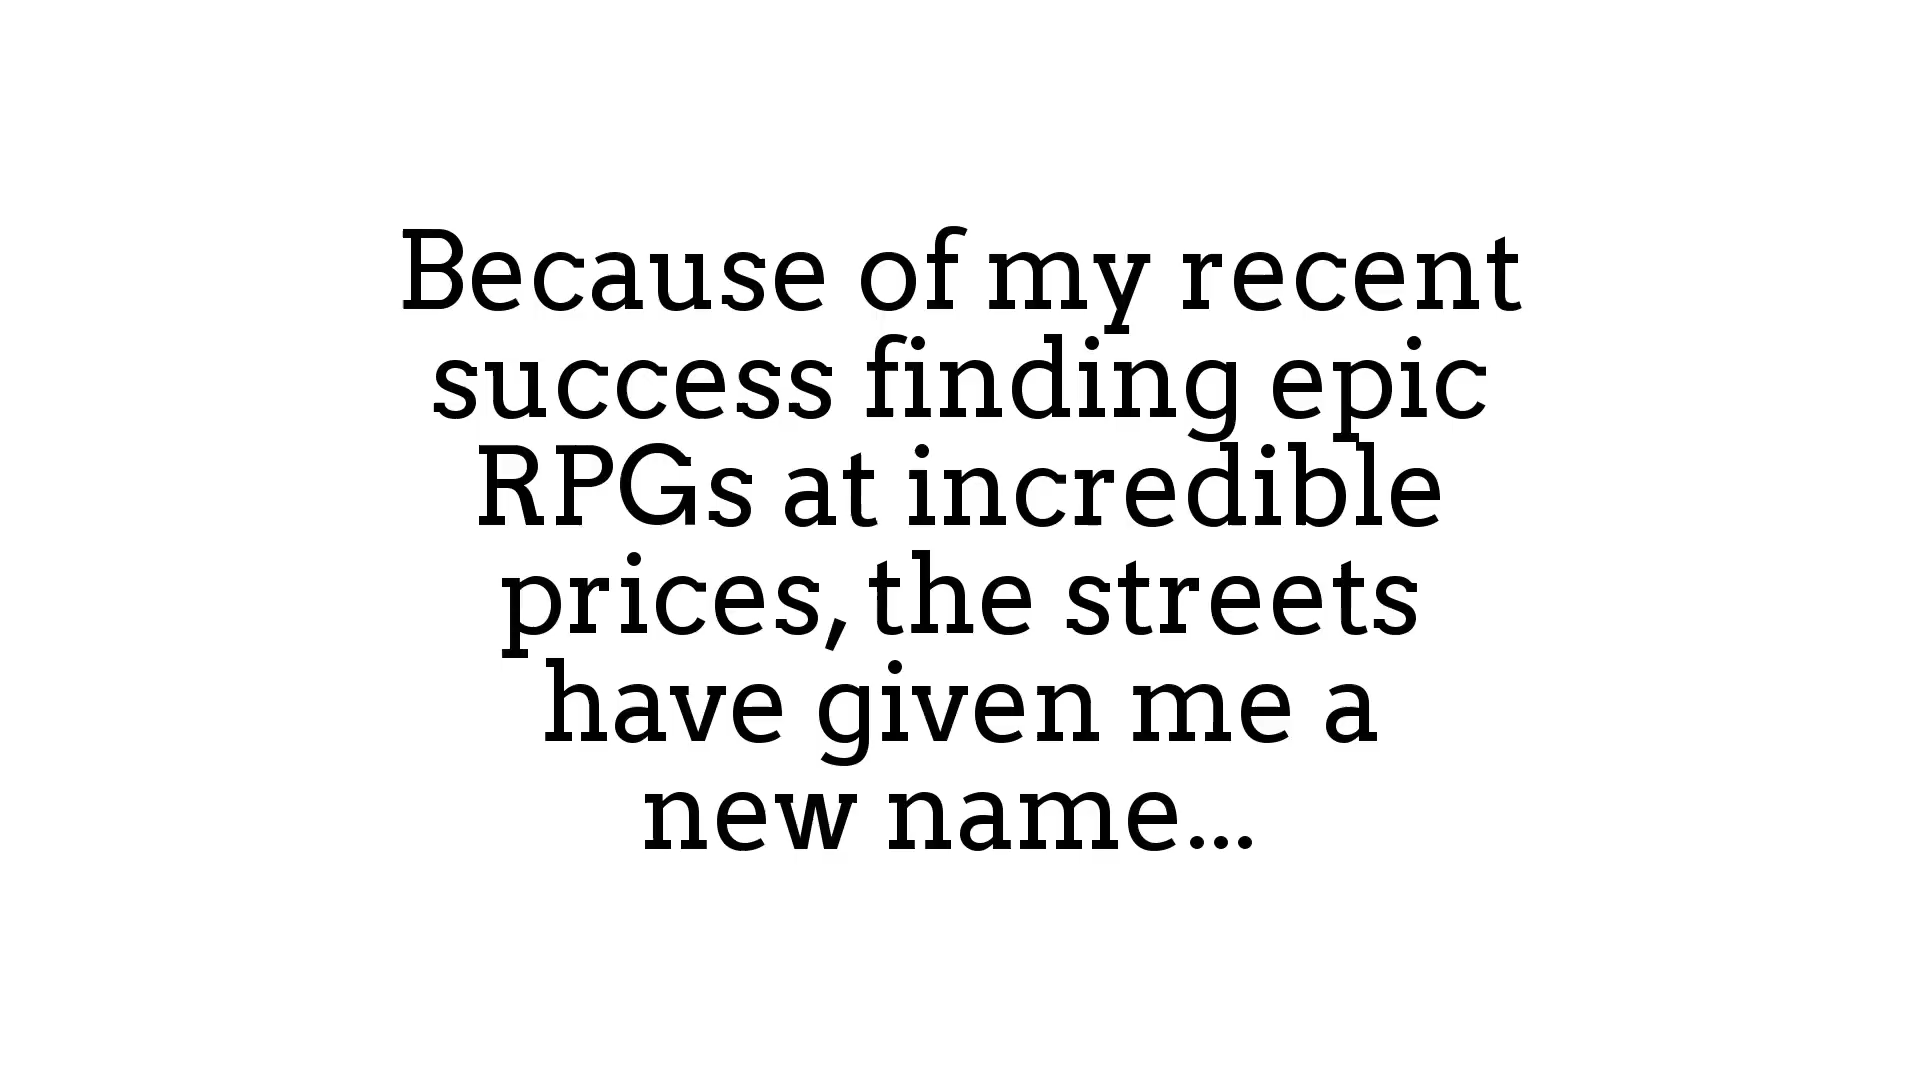 Because of my recent
success finding epic
RPGs at incredible
prices, the streets
have given me a
new name...